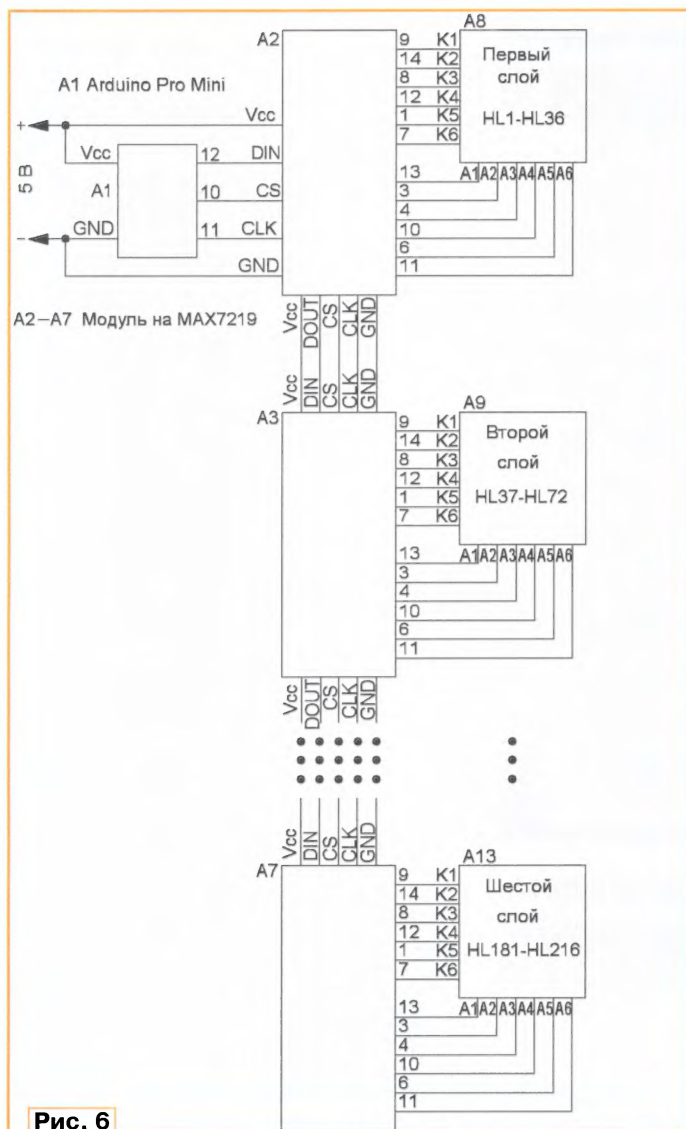 A2
A8
A1 Arduino Pro Mini
9 K1
14 K2
8 K3
12 K4
1 K5
7 K6
Первый
слой
HL1-HL36
+
5 В
−
Vcc
Vcc
12 DIN
A1
10 CS
GND
11 CLK
GND
13 A1 A2 A3 A4 A5 A6
3
4
10
6
11
A2−A7 Модуль на MAX7219
Vcc DOUT CS CLK GND
Vcc DIN CS CLK GND
A3
A9
9 K1
14 K2
8 K3
12 K4
1 K5
7 K6
Второй
слой
HL37-HL72
13 A1 A2 A3 A4 A5 A6
3
4
10
6
11
Vcc DOUT CS CLK GND
Vcc DIN CS CLK GND
A7
A13
9 K1
14 K2
8 K3
12 K4
1 K5
7 K6
Шестой
слой
HL181-HL216
13 A1 A2 A3 A4 A5 A6
3
4
10
6
11
Рис. 6